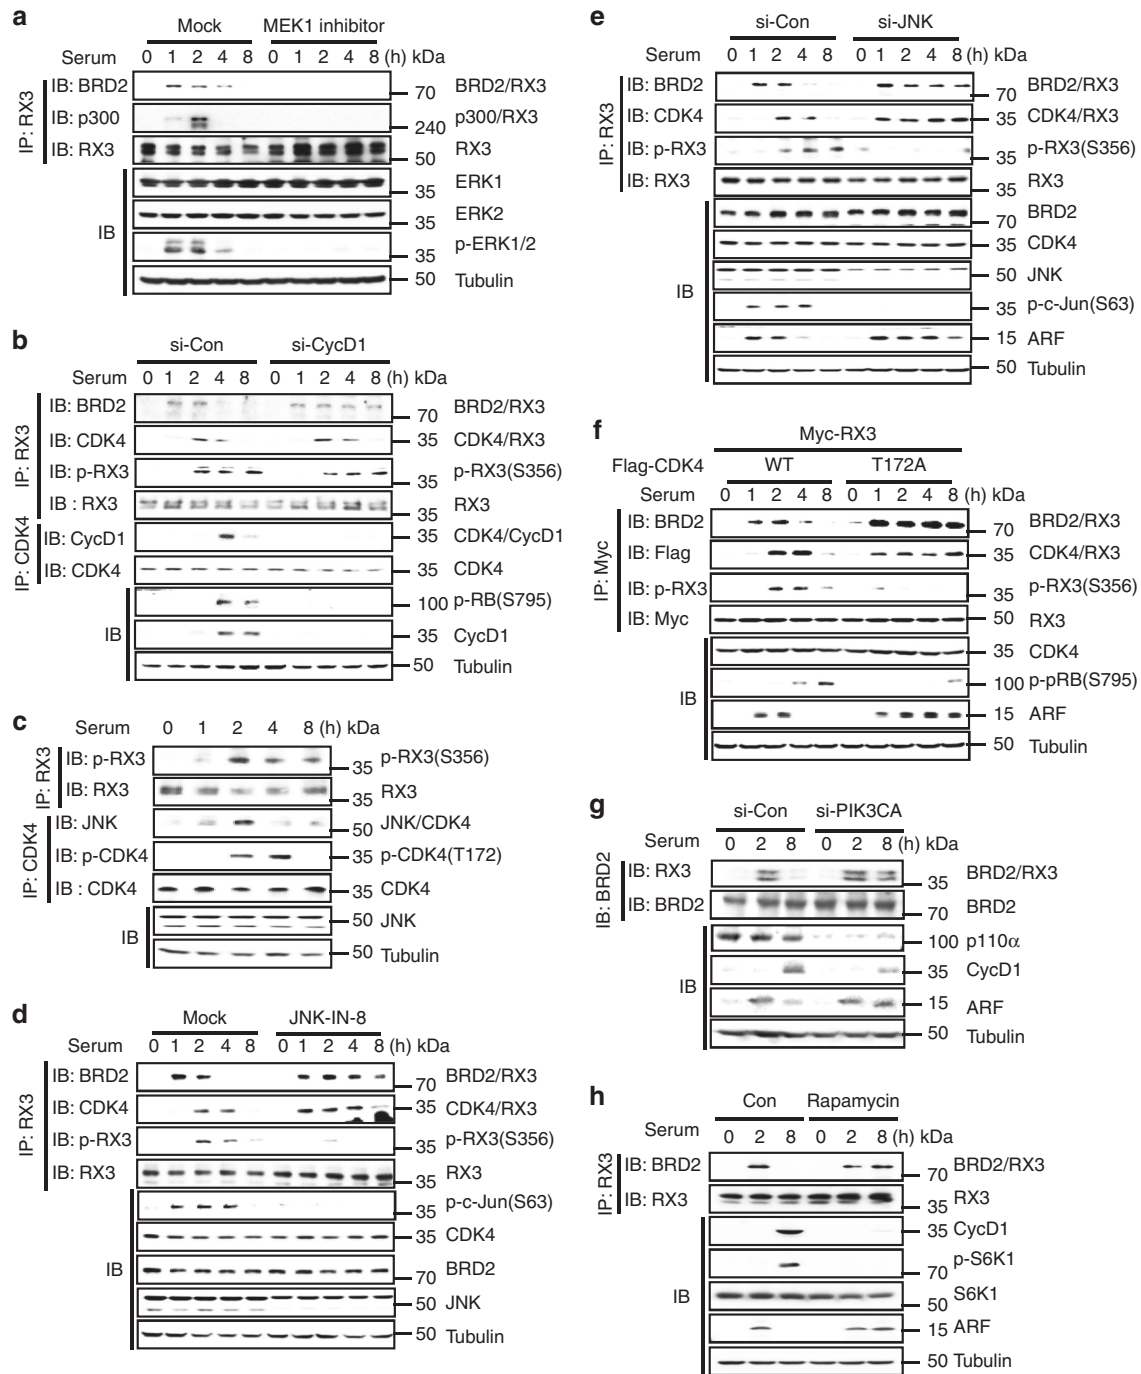 a
Mock MEK1 inhibitor
Serum 0 1 2 4 8 0 1 2 4 8 (h) kDa
IP: RX3
IB: BRD2 70 BRD2/RX3
IB: p300 240 p300/RX3
IB: RX3 50 RX3
IB
35 ERK1
35 ERK2
35 p-ERK1/2
50 Tubulin
b
si-Con si-CycD1
Serum 0 1 2 4 8 0 1 2 4 8 (h) kDa
IP: RX3
IB: BRD2 70 BRD2/RX3
IB: CDK4 35 CDK4/RX3
IB: p-RX3 35 p-RX3(S356)
IB : RX3 35 RX3
IP: CDK4
IB: CycD1 35 CDK4/CycD1
IB: CDK4 35 CDK4
IB
100 p-RB(S795)
35 CycD1
50 Tubulin
c
Serum 0 1 2 4 8 (h) kDa
IP: RX3
IB: p-RX3 35 p-RX3(S356)
IB: RX3 35 RX3
IP: CDK4
IB: JNK 50 JNK/CDK4
IB: p-CDK4 35 p-CDK4(T172)
IB : CDK4 35 CDK4
IB
50 JNK
50 Tubulin
d
Mock JNK-IN-8
Serum 0 1 2 4 8 0 1 2 4 8 (h) kDa
IP: RX3
IB: BRD2 70 BRD2/RX3
IB: CDK4 35 CDK4/RX3
IB: p-RX3 35 p-RX3(S356)
IB: RX3 35 RX3
IB
35 p-c-Jun(S63)
35 CDK4
70 BRD2
50 JNK
50 Tubulin
e
si-Con si-JNK
Serum 0 1 2 4 8 0 1 2 4 8 (h) kDa
IP: RX3
IB: BRD2 70 BRD2/RX3
IB: CDK4 35 CDK4/RX3
IB: p-RX3 35 p-RX3(S356)
IB: RX3 35 RX3
IB
70 BRD2
35 CDK4
50 JNK
35 p-c-Jun(S63)
15 ARF
50 Tubulin
f
Myc-RX3
Flag-CDK4 WT T172A
Serum 0 1 2 4 8 0 1 2 4 8 (h) kDa
IP: Myc
IB: BRD2 70 BRD2/RX3
IB: Flag 35 CDK4/RX3
IB: p-RX3 35 p-RX3(S356)
IB: Myc 50 RX3
IB
35 CDK4
100 p-pRB(S795)
15 ARF
50 Tubulin
g
si-Con si-PIK3CA
Serum 0 2 8 0 2 8 (h) kDa
IB: BRD2
IB: RX3 35 BRD2/RX3
IB: BRD2 70 BRD2
IB
100 p110α
35 CycD1
15 ARF
50 Tubulin
h
Con Rapamycin
Serum 0 2 8 0 2 8 (h) kDa
IP: RX3
IB: BRD2 70 BRD2/RX3
IB: RX3 35 RX3
IB
35 CycD1
70 p-S6K1
50 S6K1
15 ARF
50 Tubulin